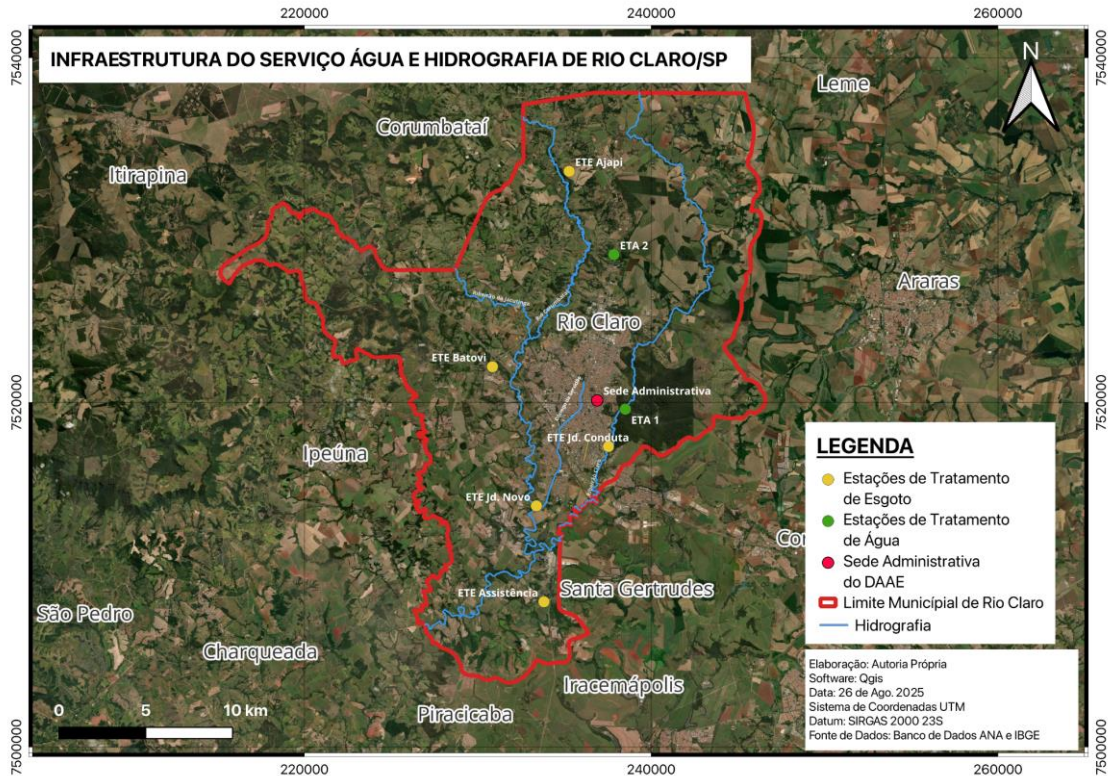 220000
240000
260000
7540000
7540000
INFRAESTRUTURA DO SERVIÇO ÁGUA E HIDROGRAFIA DE RIO CLARO/SP
N
Leme
Corumbataí
Itirapina
ETE Ajapi
ETA 2
Araras
Ribeirão da Jacutinga
Rio Claro
ETE Batovi
Sede Administrativa
7520000
7520000
ETA 1
ETE Jd. Conduta
Ipeúna
ETE Jd. Novo
ETE Assistência
Santa Gertrudes
São Pedro
Charqueada
Iracemápolis
Piracicaba
LEGENDA
Estações de Tratamento
de Esgoto
Estações de Tratamento
de Água
Sede Administrativa
do DAAE
Limite Municípial de Rio Claro
Hidrografia
Elaboração: Autoria Própria
Software: Qgis
Data: 26 de Ago. 2025
Sistema de Coordenadas UTM
Datum: SIRGAS 2000 23S
Fonte de Dados: Banco de Dados ANA e IBGE
0 5 10 km
7500000
7500000
220000
240000
260000